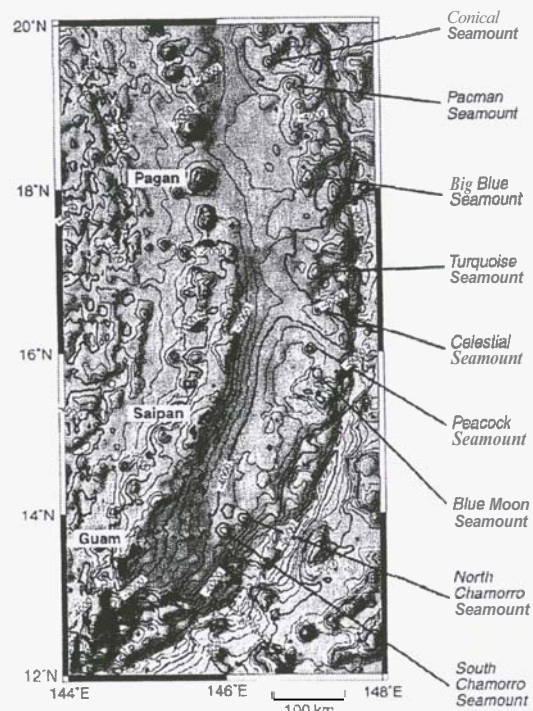 20°N
Conical
Seamount
Pacman
Seamount
Pagan
18°N
Big Blue
Seamount
Turquoise
Seamount
Celestial
Seamount
16°N
Peacock
Seamount
Saipan
Blue Moon
Seamount
14°N
Guam
North
Chamorro
Seamount
South
Chamorro
Seamount
12°N
144°E
146°E
148°E
100 km